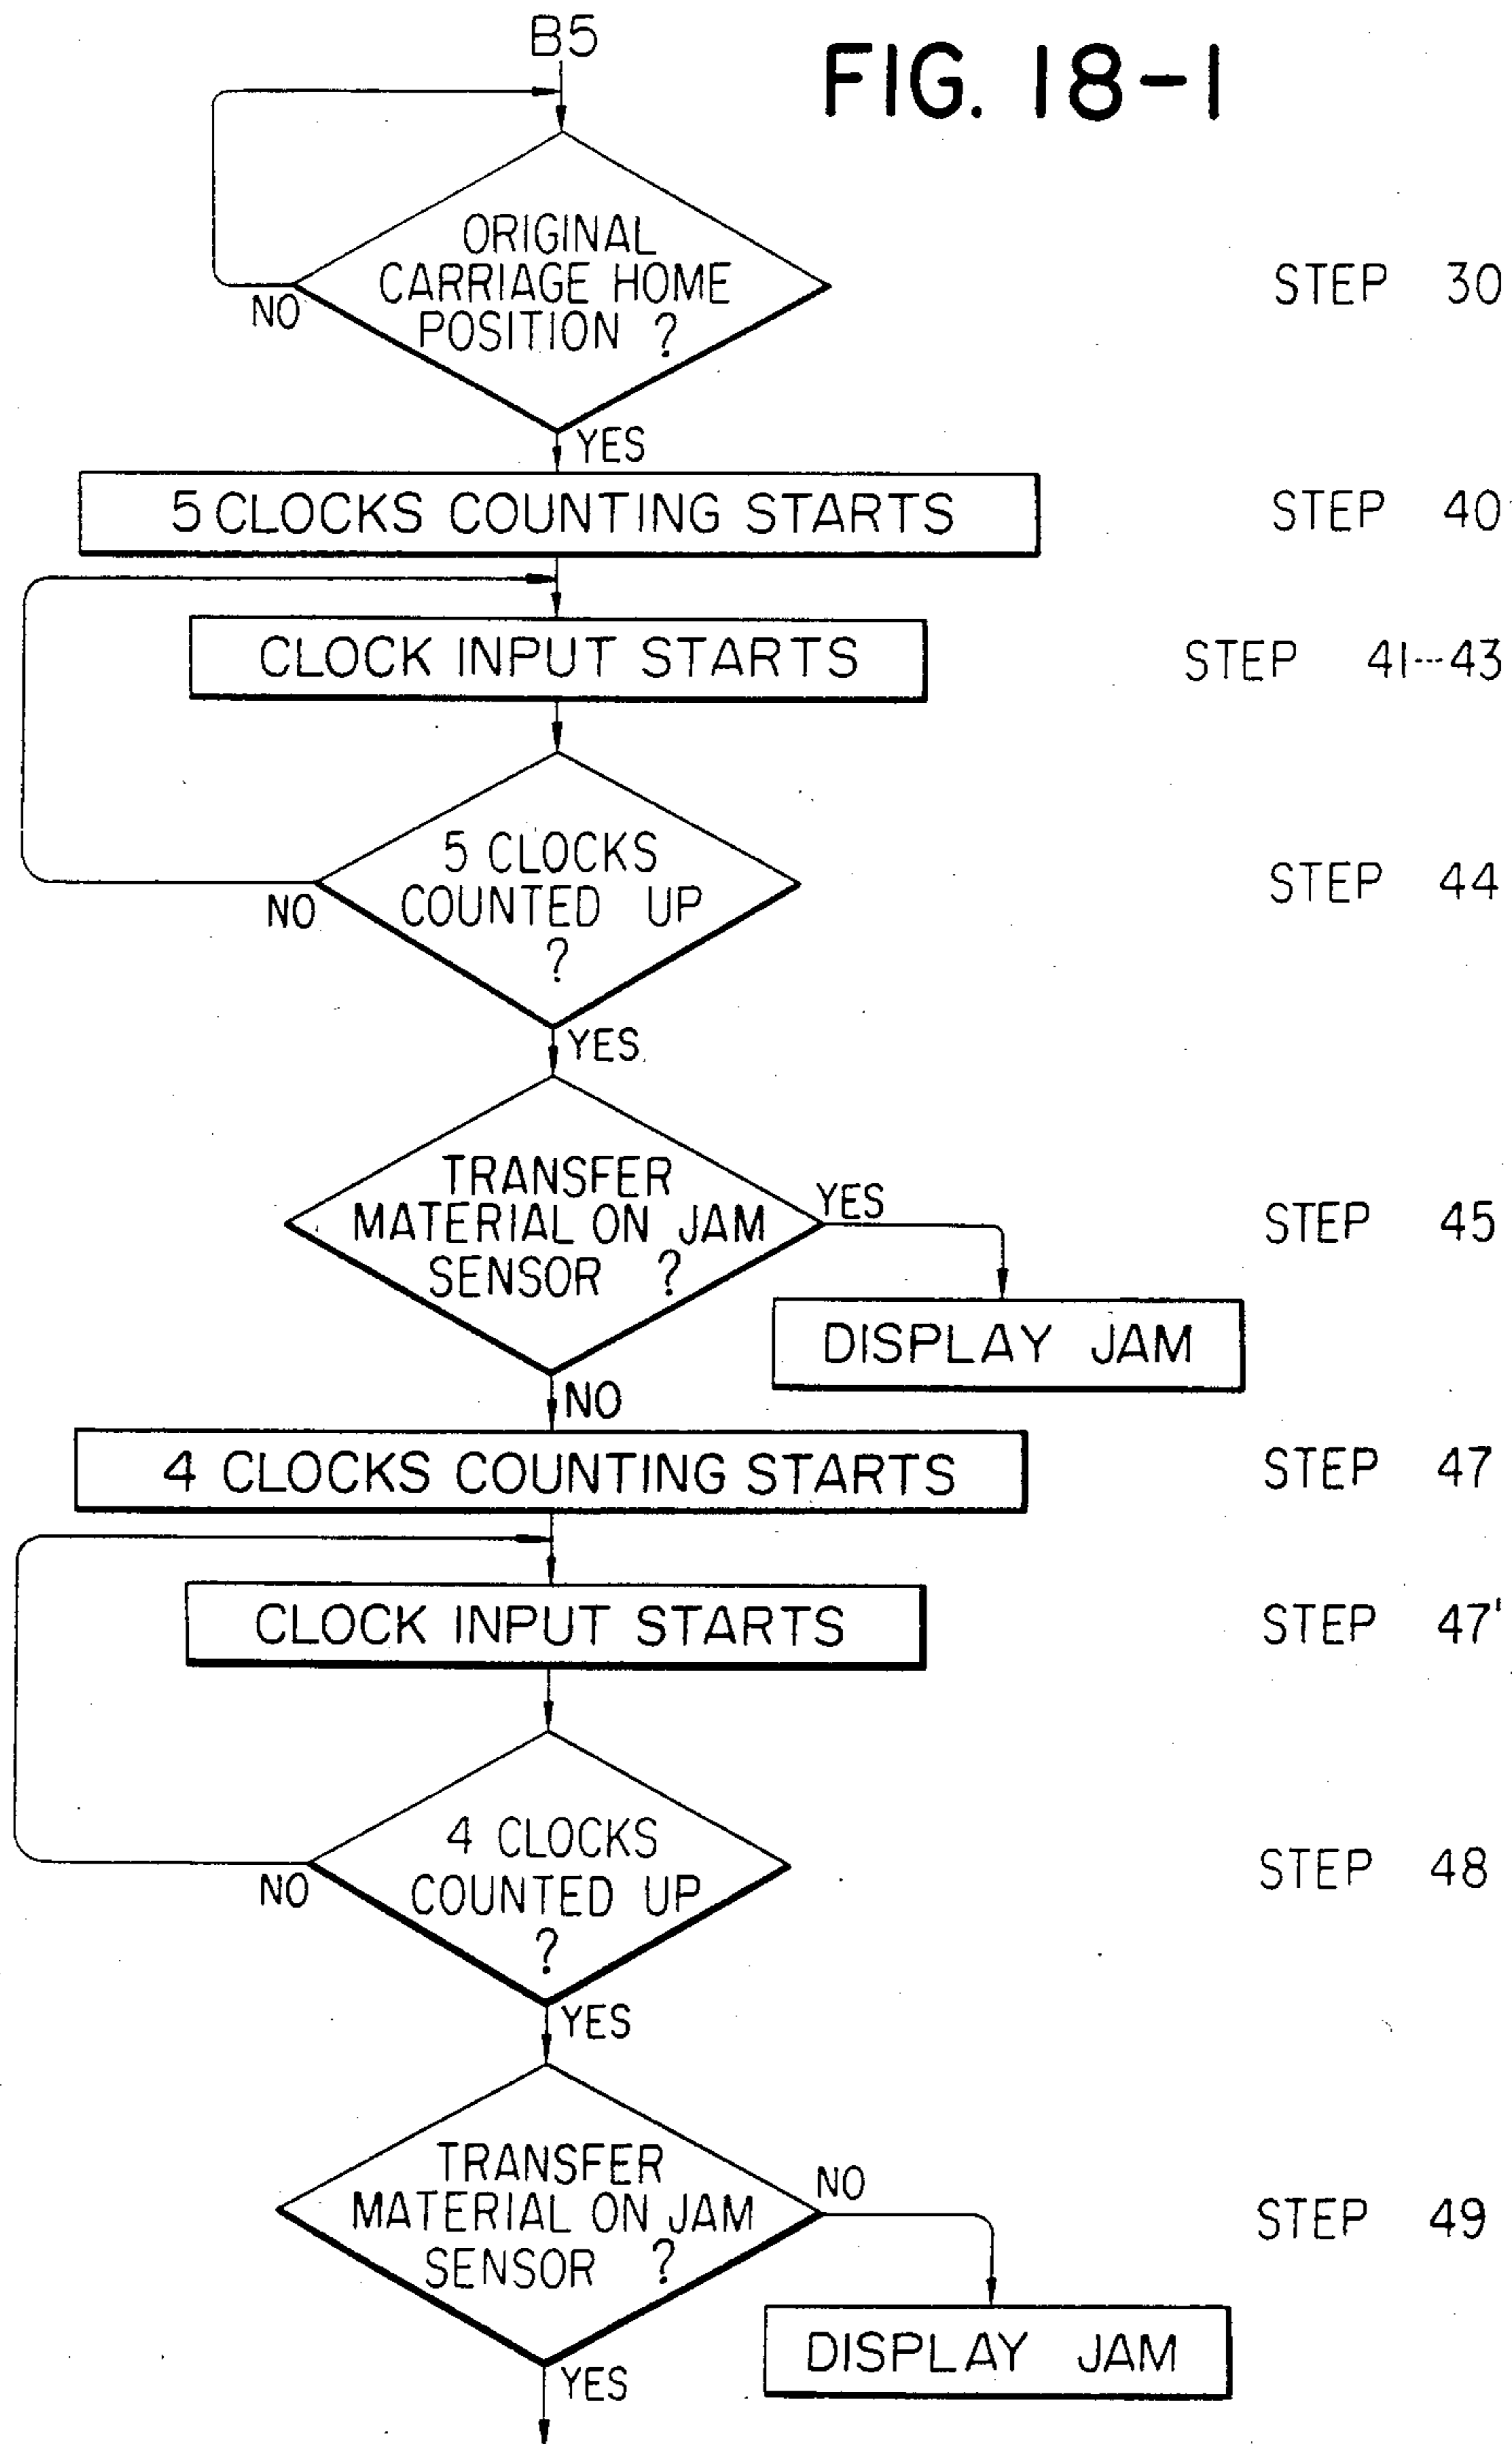 B5
FIG. 18-1
ORIGINAL
CARRIAGE HOME
POSITION ?
NO
STEP 30
YES
5 CLOCKS COUNTING STARTS
STEP 40
CLOCK INPUT STARTS
STEP 41---43
5 CLOCKS
COUNTED UP
?
NO
STEP 44
YES
TRANSFER
MATERIAL ON JAM
SENSOR ?
YES
STEP 45
DISPLAY JAM
NO
4 CLOCKS COUNTING STARTS
STEP 47
CLOCK INPUT STARTS
STEP 47'
4 CLOCKS
COUNTED UP
?
NO
STEP 48
YES
TRANSFER
MATERIAL ON JAM
SENSOR ?
NO
STEP 49
DISPLAY JAM
YES